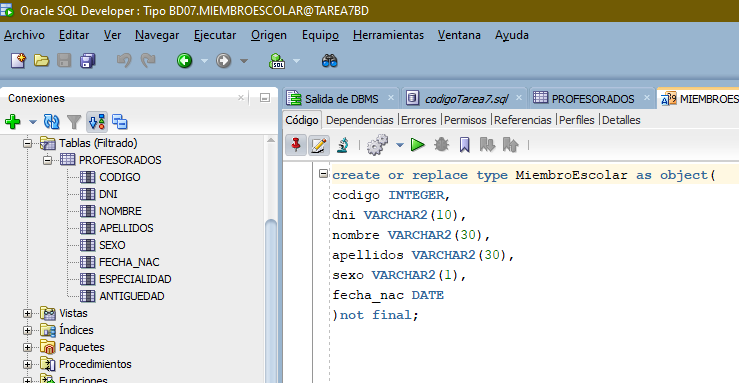 Oracle SQL Developer : Tipo BD07.MIEMBROESCOLAR@TAREA7BD
Archivo Editar Ver Navegar Ejecutar Origen Equipo Herramientas Ventana Ayuda
SQL
Conexiones
Tablas (Filtrado)
PROFESORADOS
CODIGO
DNI
NOMBRE
APELLIDOS
SEXO
FECHA_NAC
ESPECIALIDAD
ANTIGUEDAD
Vistas
Índices
Paquetes
Procedimientos
Funciones
Salida de DBMS codigoTarea7.sql PROFESORADOS MIEMBROES
Código Dependencias Errores Permisos Referencias Perfiles Detalles
create or replace type MiembroEscolar as object(
codigo INTEGER,
dni VARCHAR2(10),
nombre VARCHAR2(30),
apellidos VARCHAR2(30),
sexo VARCHAR2(1),
fecha_nac DATE
)not final;